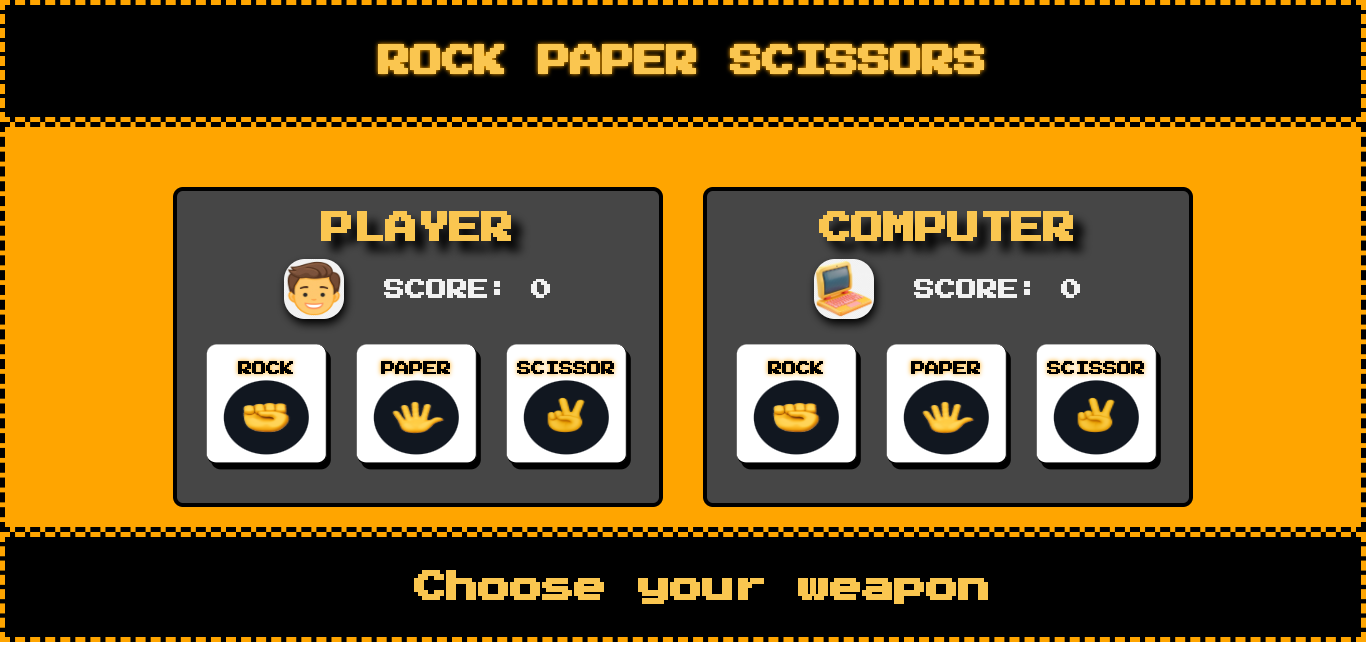 ROCK PAPER SCISSORS
PLAYER
SCORE: 0
ROCK PAPER SCISSOR
COMPUTER
SCORE: 0
ROCK PAPER SCISSOR
Choose your weapon